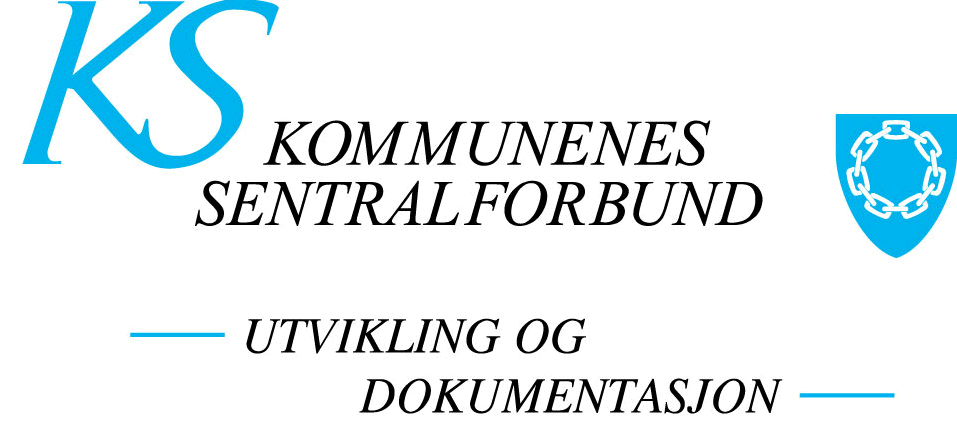 KS
KOMMUNENES
SENTRALFORBUND
UTVIKLING OG
DOKUMENTASJON